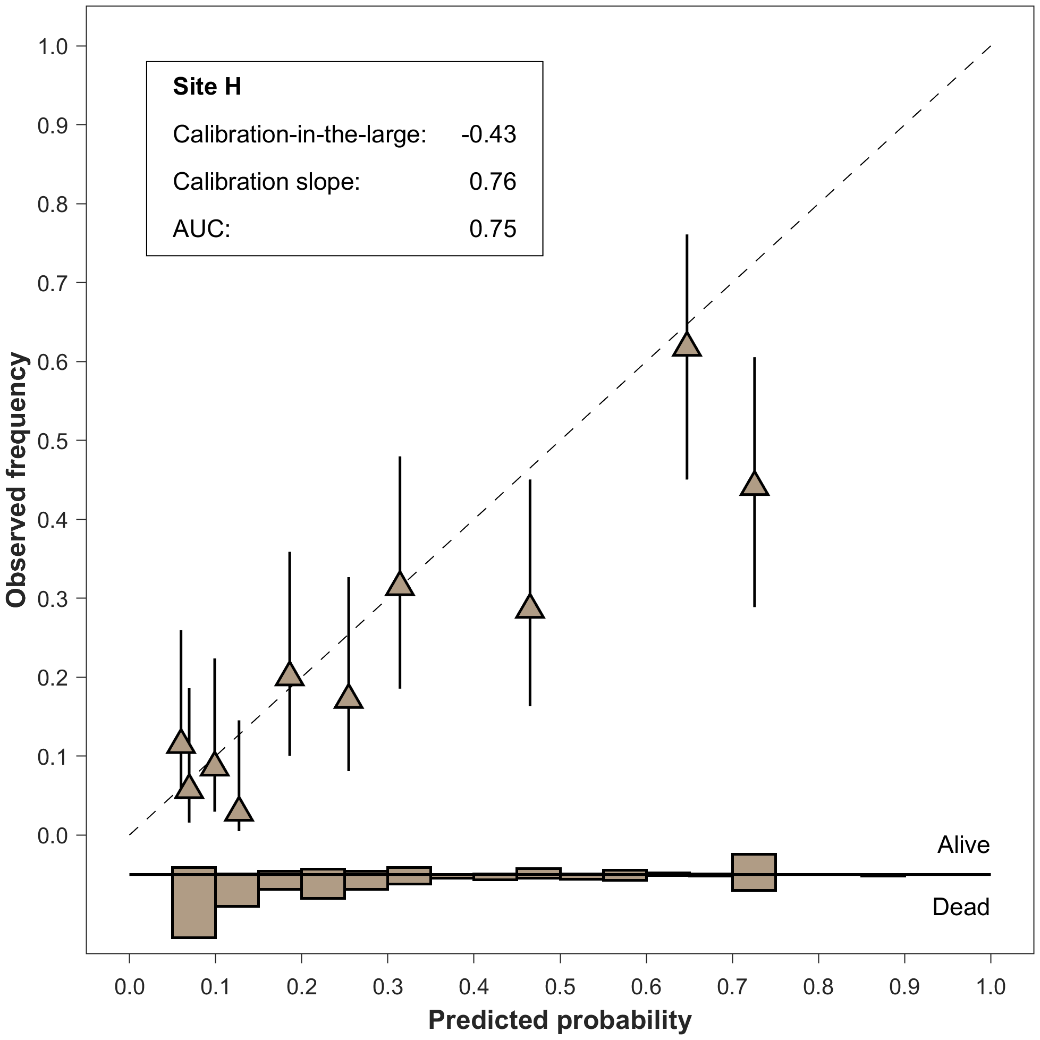 Site H
Calibration-in-the-large: -0.43
Calibration slope: 0.76
AUC: 0.75
Observed frequency
1.0
0.9
0.8
0.7
0.6
0.5
0.4
0.3
0.2
0.1
0.0
Alive
Dead
0.0 0.1 0.2 0.3 0.4 0.5 0.6 0.7 0.8 0.9 1.0
Predicted probability